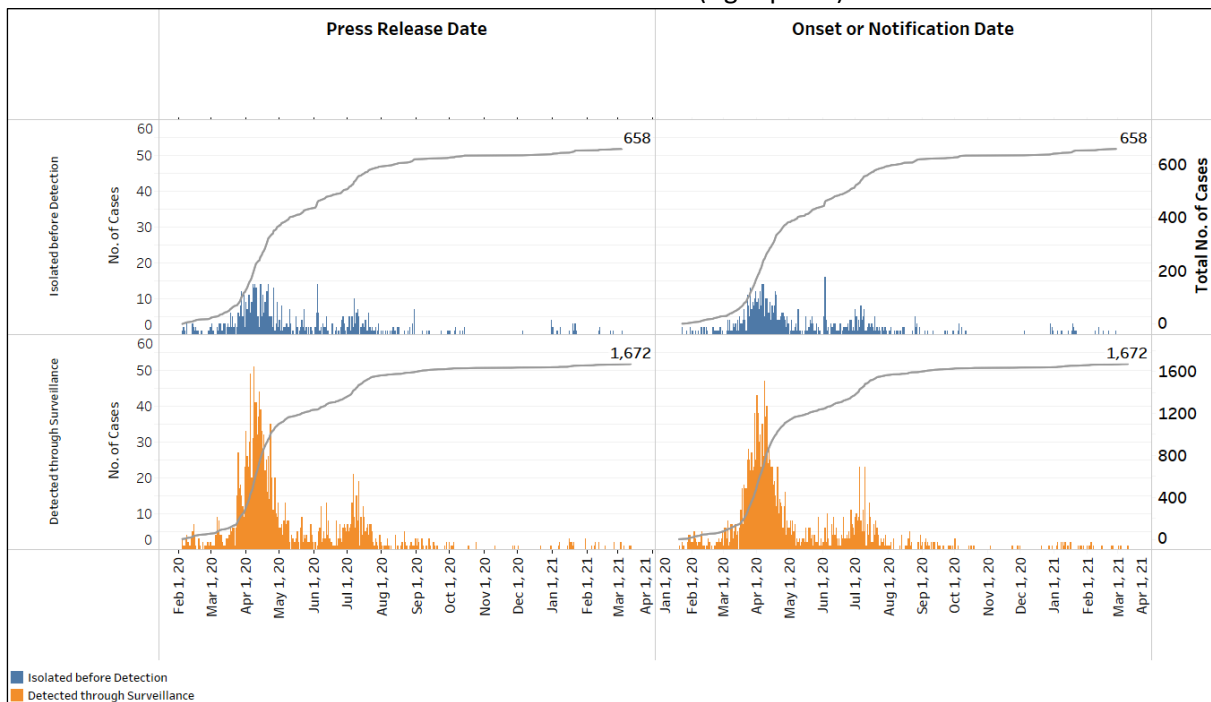 Press Release Date
Onset or Notification Date
Isolated before Detection
No. of Cases
60
50
40
30
20
10
0
658
658
600
400
200
0
Total No. of Cases
Detected through Surveillance
No. of Cases
60
50
40
30
20
10
0
1,672
1,672
1600
1200
800
400
0
Feb 1, 20
Mar 1, 20
Apr 1, 20
May 1, 20
Jun 1, 20
Jul 1, 20
Aug 1, 20
Sep 1, 20
Oct 1, 20
Nov 1, 20
Dec 1, 20
Jan 1, 21
Feb 1, 21
Mar 1, 21
Apr 1, 21
Jan 1, 20
Feb 1, 20
Mar 1, 20
Apr 1, 20
May 1, 20
Jun 1, 20
Jul 1, 20
Aug 1, 20
Sep 1, 20
Oct 1, 20
Nov 1, 20
Dec 1, 20
Jan 1, 21
Feb 1, 21
Mar 1, 21
Apr 1, 21
Isolated before Detection
Detected through Surveillance